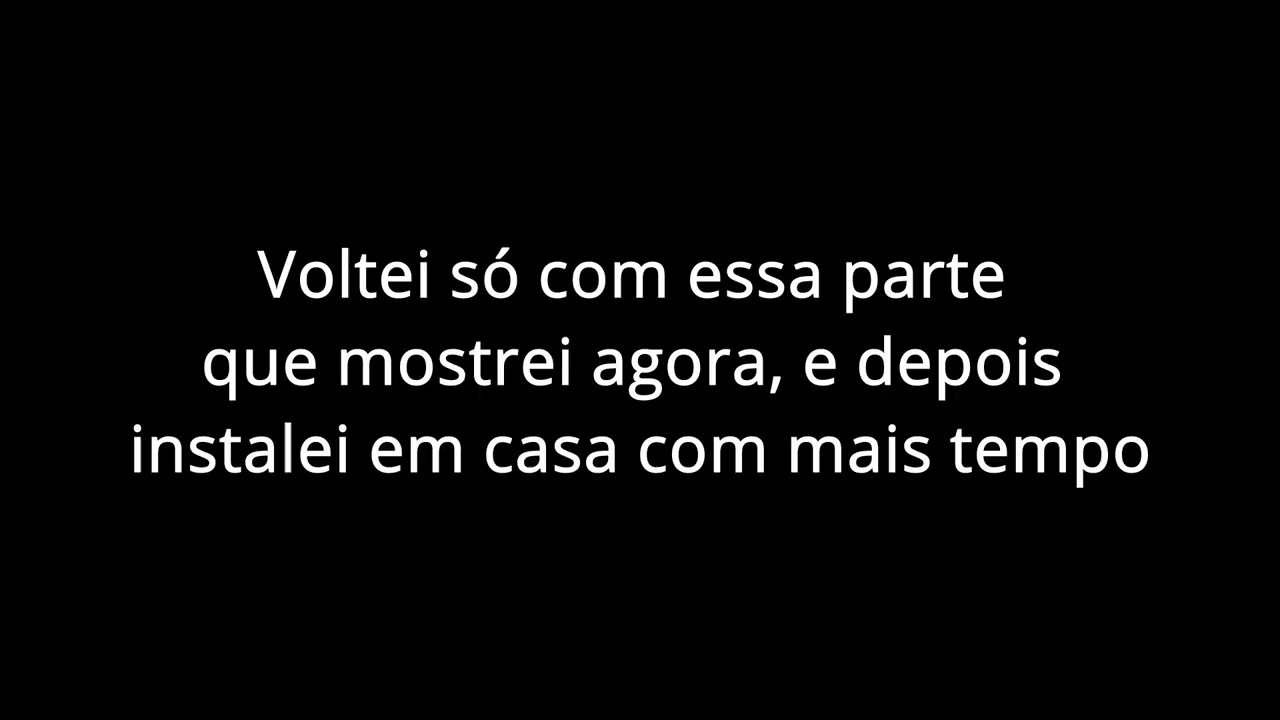 Voltei só com essa parte
que mostrei agora, e depois
instalei em casa com mais tempo